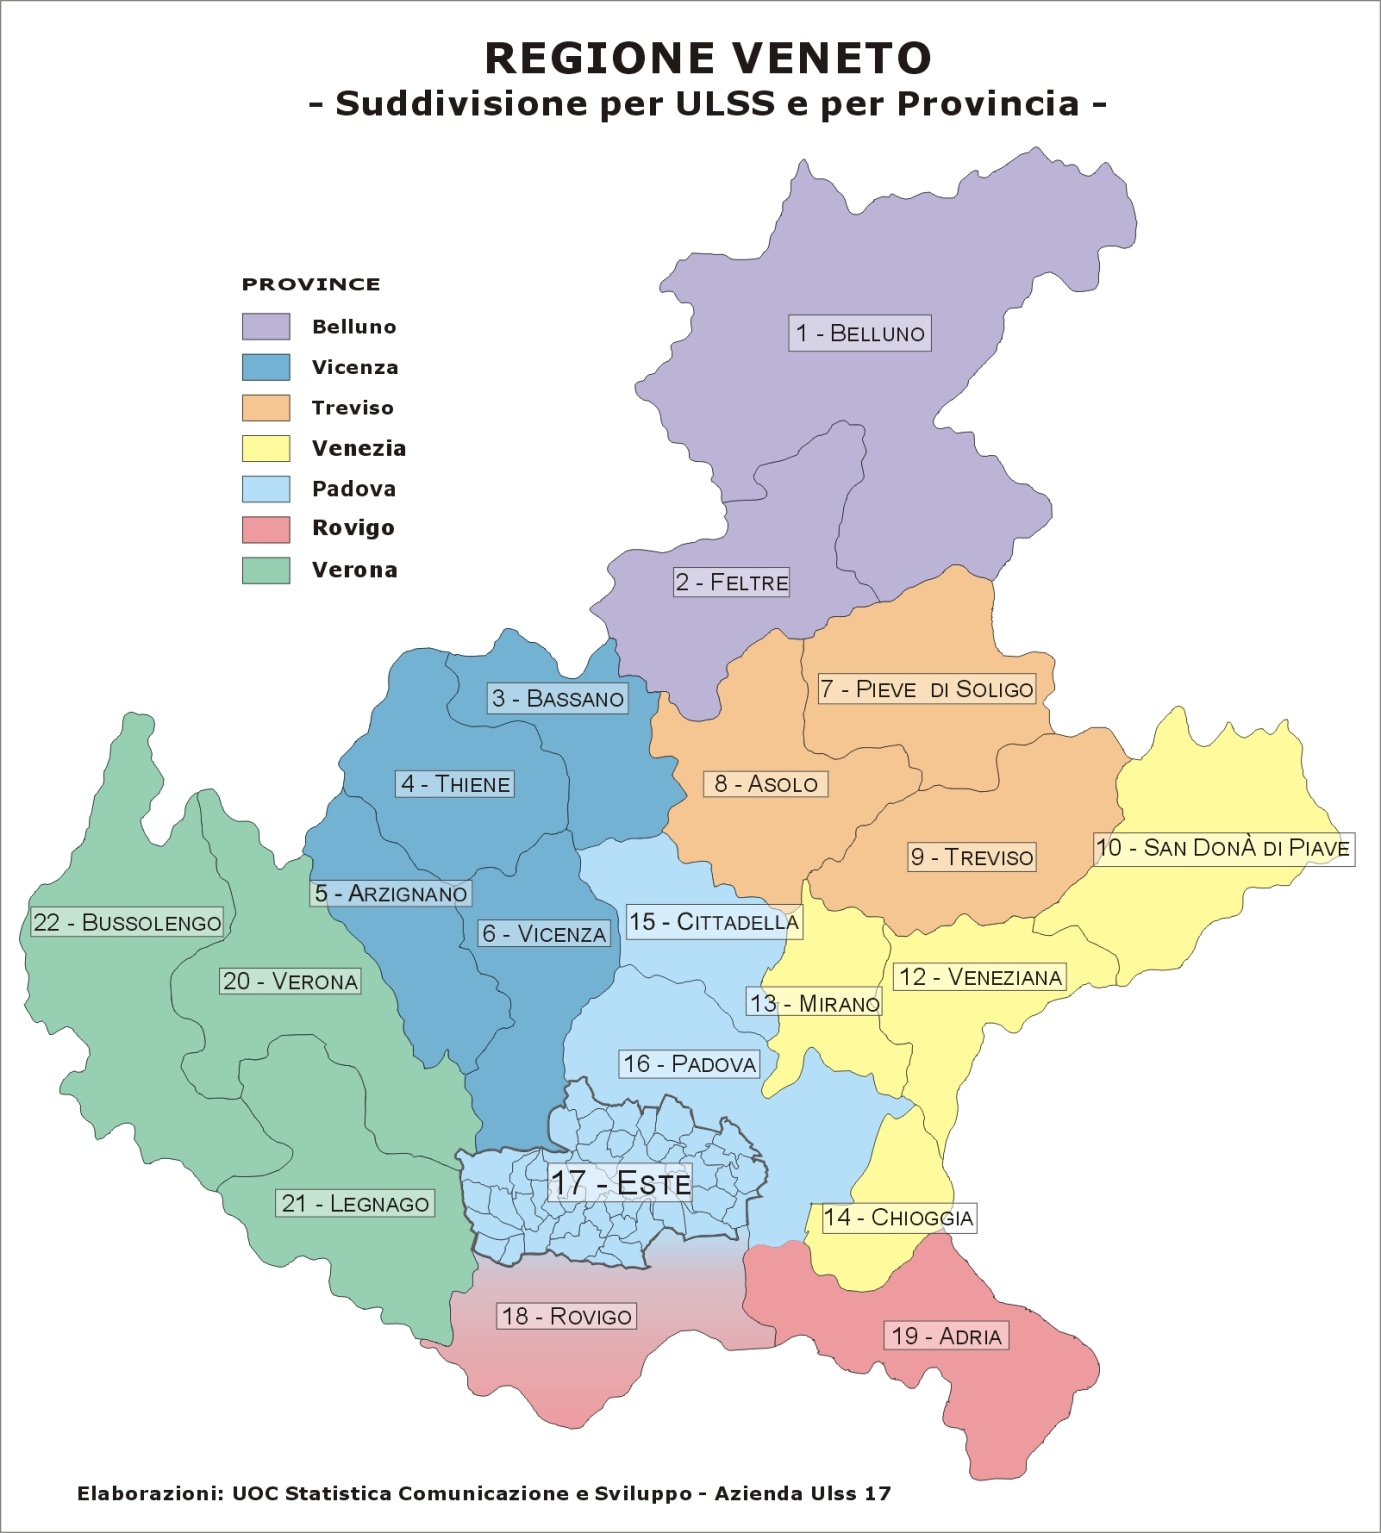 REGIONE VENETO
- Suddivisione per ULSS e per Provincia -
PROVINCE
Belluno
Vicenza
Treviso
Venezia
Padova
Rovigo
Verona
1 - BELLUNO
2 - FELTRE
3 - BASSANO
7 - PIEVE DI SOLIGO
4 - THIENE
8 - ASOLO
9 - TREVISO
10 - SAN DONÀ DI PIAVE
5 - ARZIGNANO
22 - BUSSOLENGO
15 - CITTADELLA
6 - VICENZA
20 - VERONA
12 - VENEZIANA
13 - MIRANO
16 - PADOVA
17 - ESTE
21 - LEGNAGO
14 - CHIOGGIA
18 - ROVIGO
19 - ADRIA
Elaborazioni: UOC Statistica Comunicazione e Sviluppo - Azienda Ulss 17